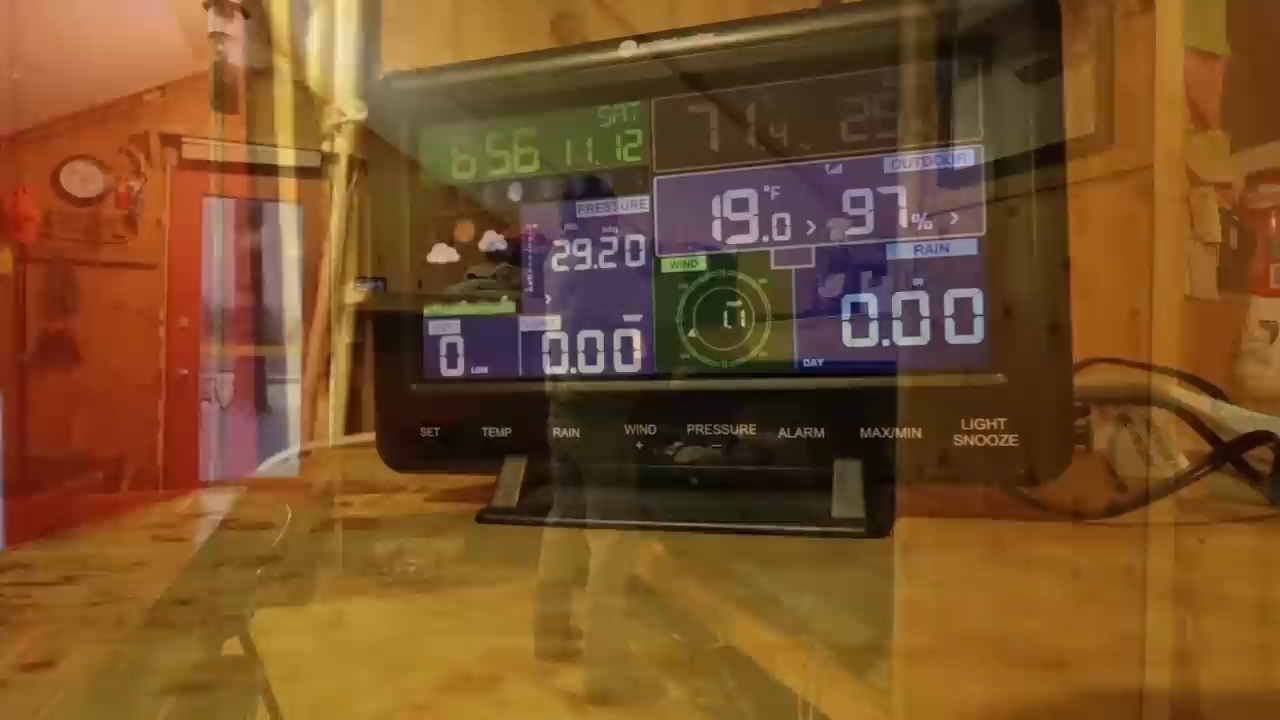 SAT
6:56 11.12
71.4
OUTDOOR
19.0 °F 97%
PRESSURE
29.20
WIND
RAIN
0.00
0 LOW
0.00
DAY
SET TEMP RAIN WIND PRESSURE ALARM MAX/MIN LIGHT
+ − SNOOZE